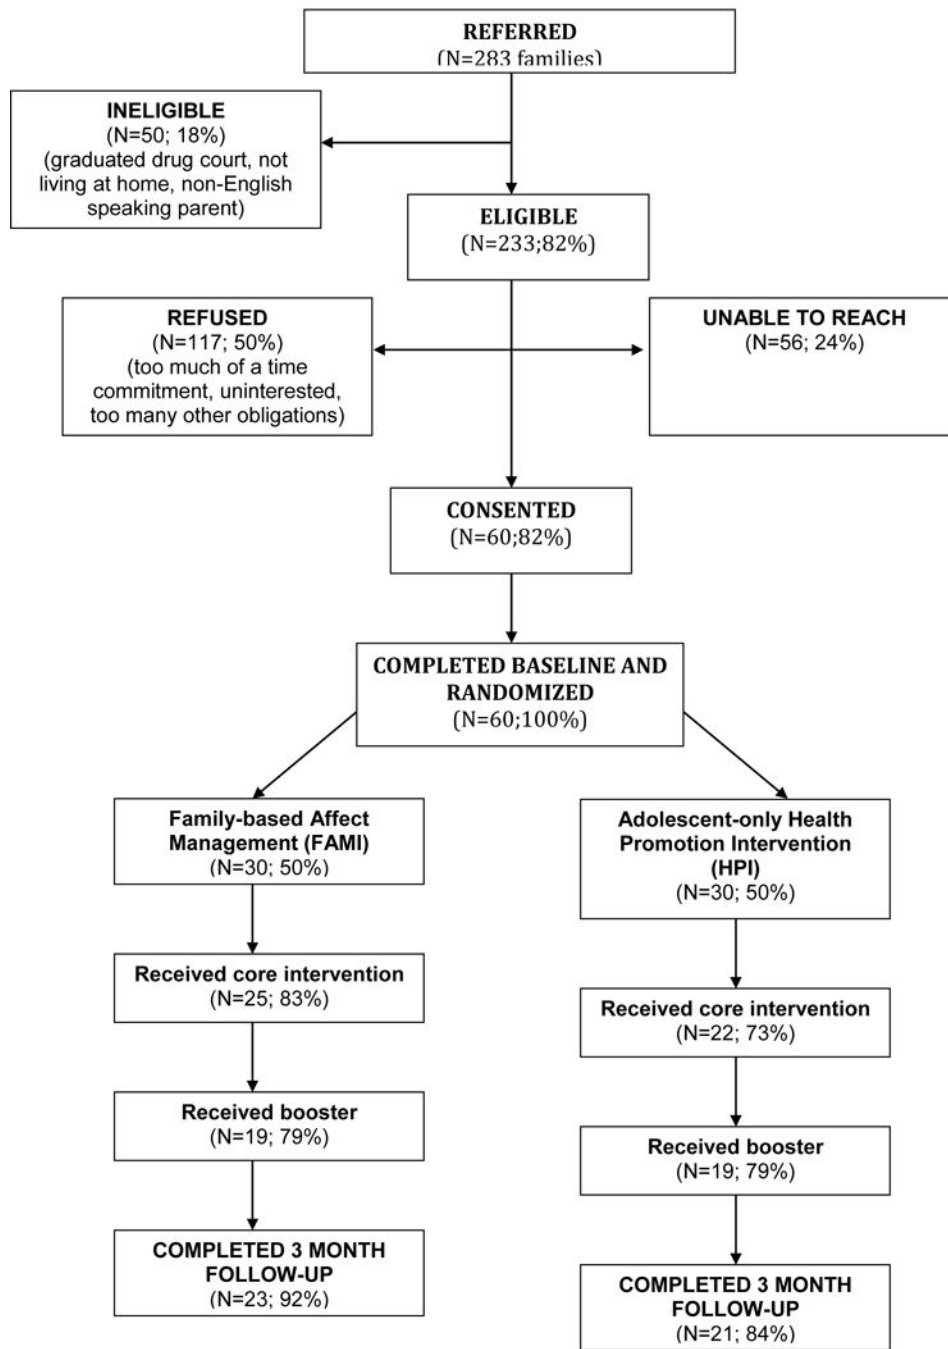 REFERRED
(N=283 families)
INELIGIBLE
(N=50; 18%)
(graduated drug court, not
living at home, non-English
speaking parent)
ELIGIBLE
(N=233;82%)
REFUSED
(N=117; 50%)
(too much of a time
commitment, uninterested,
too many other obligations)
UNABLE TO REACH
(N=56; 24%)
CONSENTED
(N=60;82%)
COMPLETED BASELINE AND
RANDOMIZED
(N=60;100%)
Family-based Affect
Management (FAMI)
(N=30; 50%)
Adolescent-only Health
Promotion Intervention
(HPI)
(N=30; 50%)
Received core intervention
(N=25; 83%)
Received core intervention
(N=22; 73%)
Received booster
(N=19; 79%)
Received booster
(N=19; 79%)
COMPLETED 3 MONTH
FOLLOW-UP
(N=23; 92%)
COMPLETED 3 MONTH
FOLLOW-UP
(N=21; 84%)